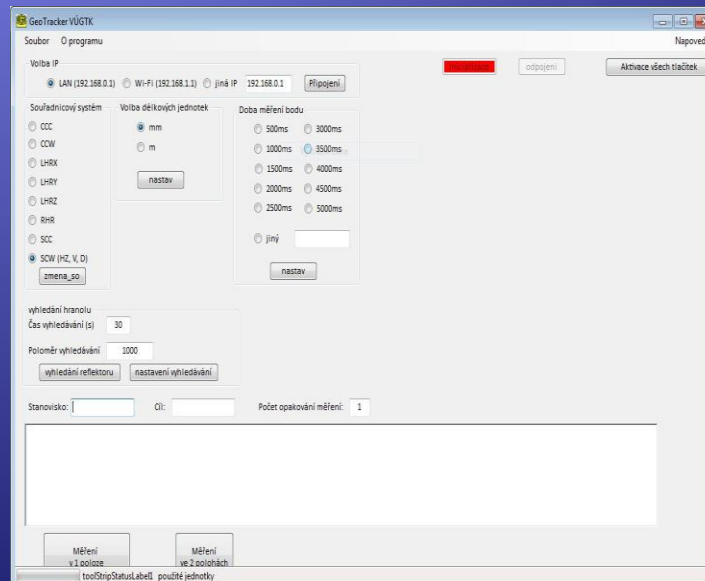 GeoTracker VÚGTK
Soubor O programu Napoved
Volba IP
LAN (192.168.0.1) Wi-Fi (192.168.1.1) jiná IP 192.168.0.1 Připojení
odpojeni Aktivace všech tlačítek
Souřadnicový systém
CCC
CCW
LHRX
LHRY
LHRZ
RHR
SCC
SCW (HZ, V, D)
zmena_so
Volba délkových jednotek
mm
m
nastav
Doba měření bodu
500ms 3000ms
1000ms 3500ms
1500ms 4000ms
2000ms 4500ms
2500ms 5000ms
jiný
nastav
vyhledání hranolu
Čas vyhledávání (s) 30
Poloměr vyhledávání 1000
vyhledání reflektoru nastavení vyhledávání
Stanovisko: Cíl: Počet opakování měření: 1
Měření
v 1 poloze
Měření
ve 2 polohách
toolStripStatusLabel1 použité jednotky